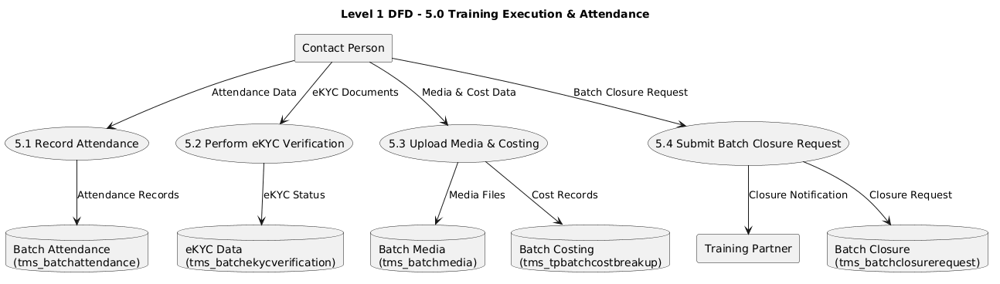 Level 1 DFD - 5.0 Training Execution & Attendance
Contact Person
Attendance Data
eKYC Documents
Media & Cost Data
Batch Closure Request
5.1 Record Attendance
5.2 Perform eKYC Verification
5.3 Upload Media & Costing
5.4 Submit Batch Closure Request
Attendance Records
eKYC Status
Media Files
Cost Records
Closure Notification
Closure Request
Batch Attendance
(tms_batchattendance)
eKYC Data
(tms_batchekycverification)
Batch Media
(tms_batchmedia)
Batch Costing
(tms_tpbatchcostbreakup)
Training Partner
Batch Closure
(tms_batchclosurerequest)